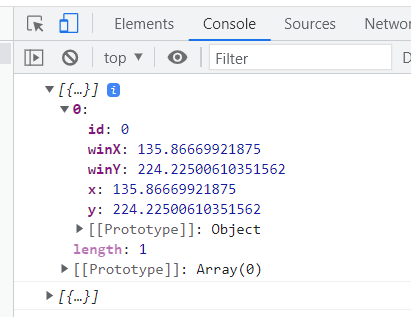 Elements Console Sources Networ
top Filter D
▼ [{…}] i
▼ 0:
id: 0
winX: 135.86669921875
winY: 224.22500610351562
x: 135.86669921875
y: 224.22500610351562
▶ [[Prototype]]: Object
length: 1
▶ [[Prototype]]: Array(0)
▶ [{…}]